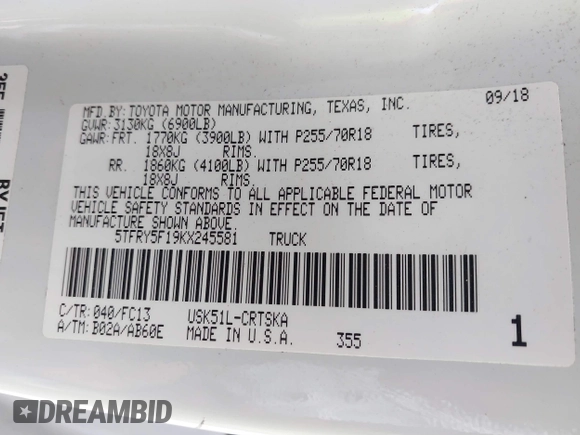 09/18
MFD.BY:TOYOTA MOTOR MANUFACTURING, TEXAS, INC.
GVWR:3130KG (6900LB)
GAWR:FRT. 1770KG (3900LB) WITH P255/70R18 TIRES,
18X8J RIMS.
RR. 1860KG (4100LB) WITH P255/70R18 TIRES,
18X8J RIMS.
THIS VEHICLE CONFORMS TO ALL APPLICABLE FEDERAL MOTOR
VEHICLE SAFETY STANDARDS IN EFFECT ON THE DATE OF
MANUFACTURE SHOWN ABOVE.
5TFRY5F19KX245581 TRUCK
C/TR:040/FC13 USK51L-CRTSKA
A/TM:B02A/AB60E MADE IN U.S.A. 355 1
DREAMBID